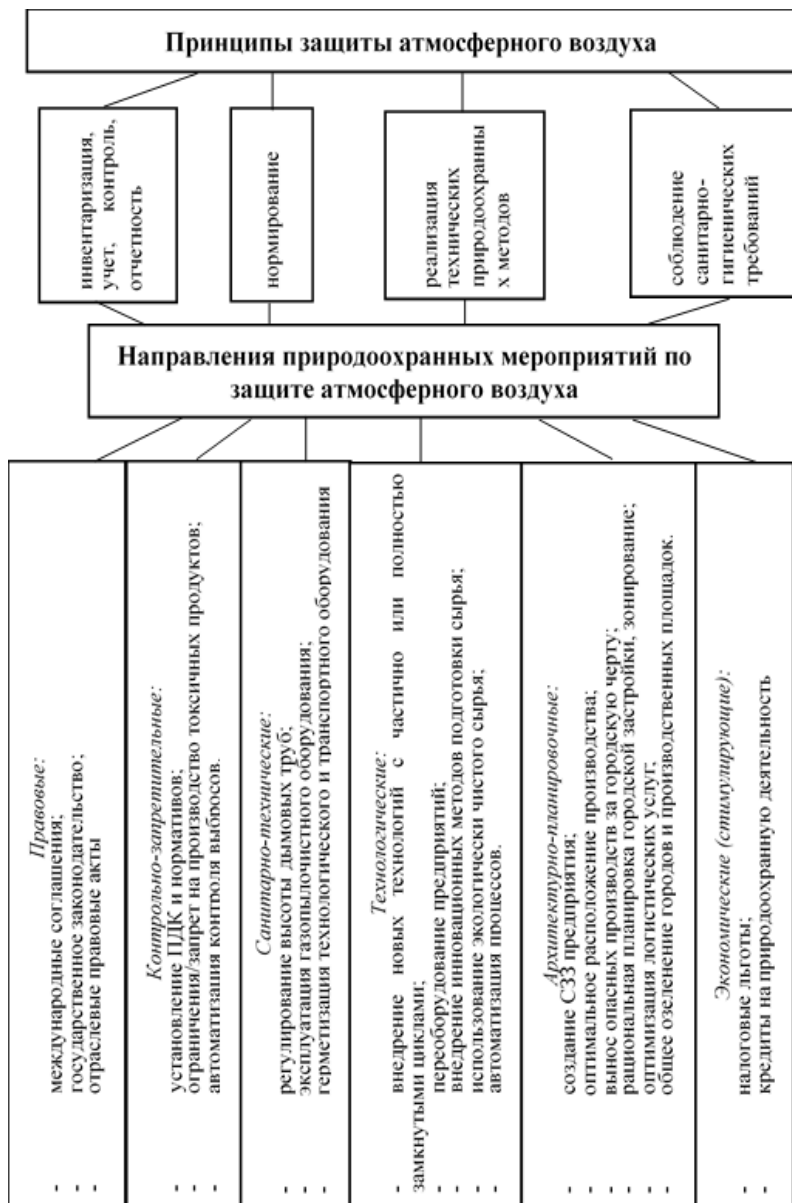 Принципы защиты атмосферного воздуха
инвентаризация,
учет, контроль,
отчетность
нормирование
реализация
технических
природоохранны
х методов
соблюдение
санитарно-
гигиенических
требований
Направления природоохранных мероприятий по
защите атмосферного воздуха
Правовые:
- международные соглашения;
- государственное законодательство;
- отраслевые правовые акты
Контрольно-запретительные:
- установление ПДК и нормативов;
- ограничения/запрет на производство токсичных продуктов;
- автоматизация контроля выбросов.
Санитарно-технические:
- регулирование высоты дымовых труб;
- эксплуатация газопылочистного оборудования;
- герметизация технологического и транспортного оборудования
Технологические:
- внедрение новых технологий с частично или полностью
замкнутыми циклами;
- переоборудование предприятий;
- внедрение инновационных методов подготовки сырья;
- использование экологически чистого сырья;
- автоматизация процессов.
Архитектурно-планировочные:
- создание СЗЗ предприятия;
- оптимальное расположение производства;
- вынос опасных производств за городскую черту;
- рациональная планировка городской застройки, зонирование;
- оптимизация логистических услуг;
- общее озеленение городов и производственных площадок.
Экономические (стимулирующие):
- налоговые льготы;
- кредиты на природоохранную деятельность